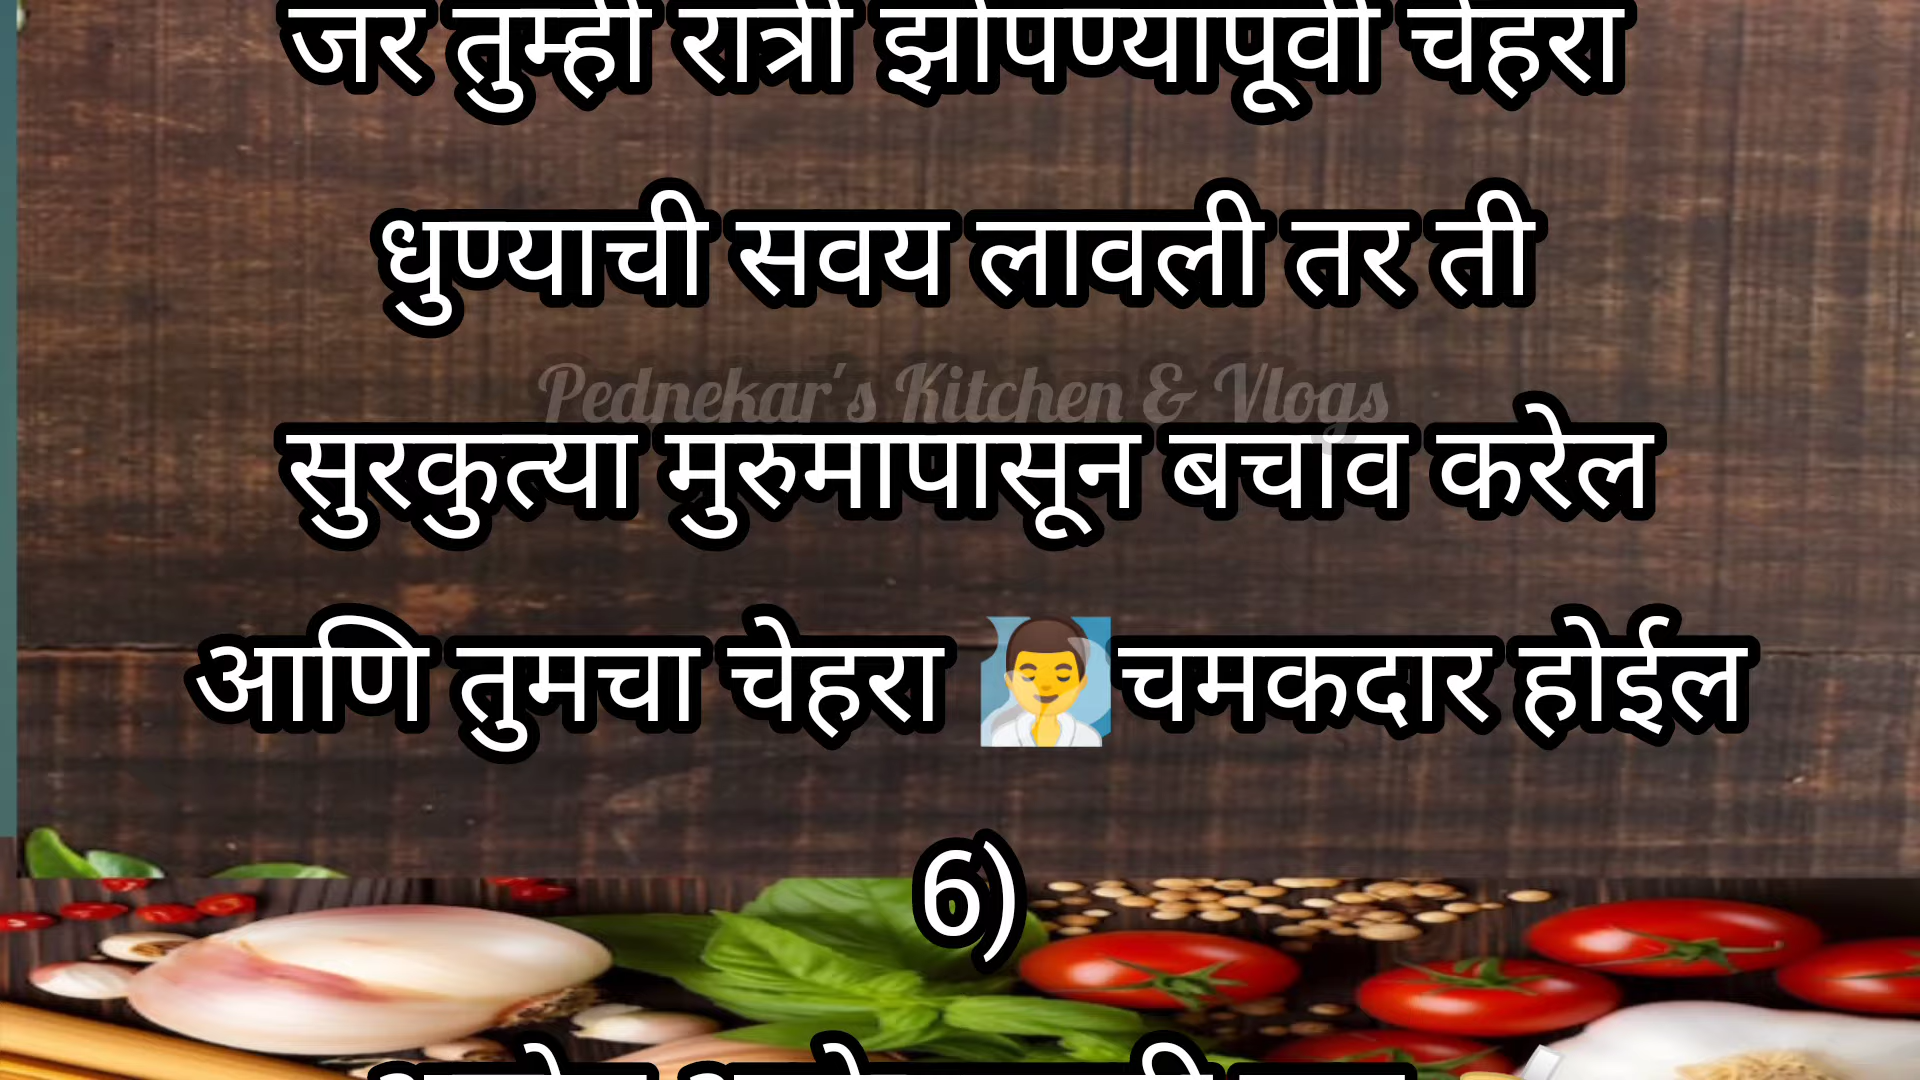 जर तुम्ही रात्री झोपण्यापूर्वी चेहरा
धुण्याची सवय लावली तर ती
Pednekar's Kitchen & Vlogs
सुरकुत्या मुरुमापासून बचाव करेल
आणि तुमचा चेहरा 🧖‍♂️चमकदार होईल
6)